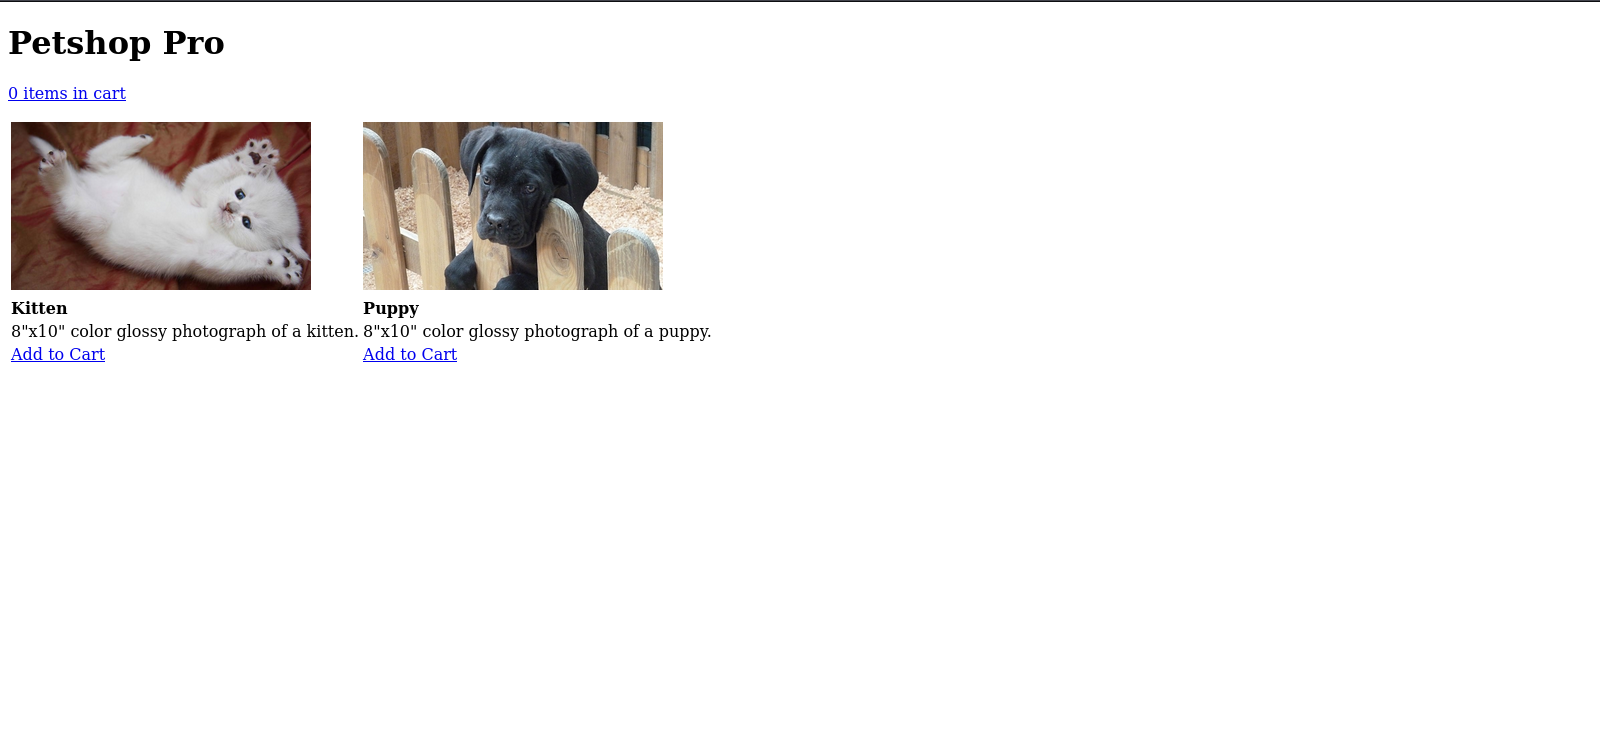 Petshop Pro
0 items in cart
Kitten
8"x10" color glossy photograph of a kitten.
Add to Cart
Puppy
8"x10" color glossy photograph of a puppy.
Add to Cart